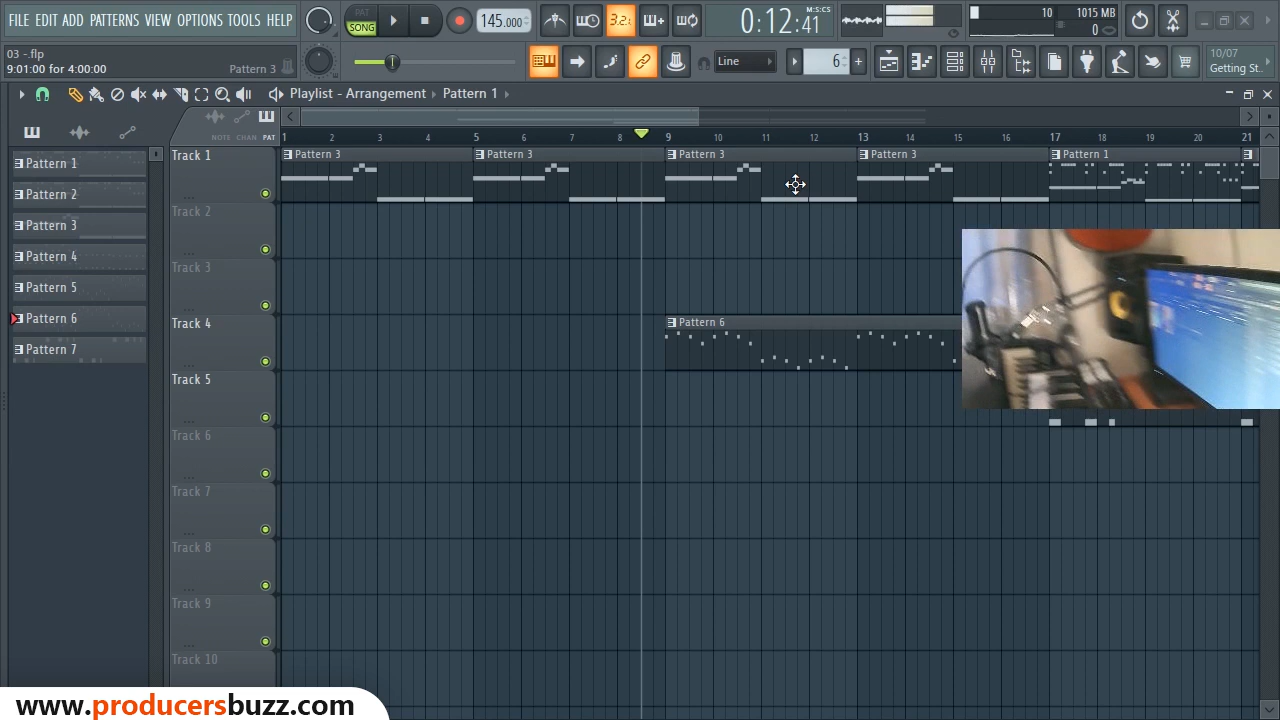 FILE EDIT ADD PATTERNS VIEW OPTIONS TOOLS HELP
PAT
SONG
145.000
3.2.
0:12:41
M:S:CS
10
1015 MB
0
03 -.flp
9:01:00 for 4:00:00
Pattern 3
Line
6
10/07
Getting St..
Playlist - Arrangement
Pattern 1
NOTE CHAN PAT
1 2 3 4 5 6 7 8 9 10 11 12 13 14 15 16 17 18 19 20 21
Pattern 1
Pattern 2
Pattern 3
Pattern 4
Pattern 5
Pattern 6
Pattern 7
Track 1
Pattern 3
Pattern 3
Pattern 3
Pattern 3
Pattern 1
Track 2
Track 3
Track 4
Pattern 6
Track 5
Track 6
Track 7
Track 8
Track 9
Track 10
www.producersbuzz.com